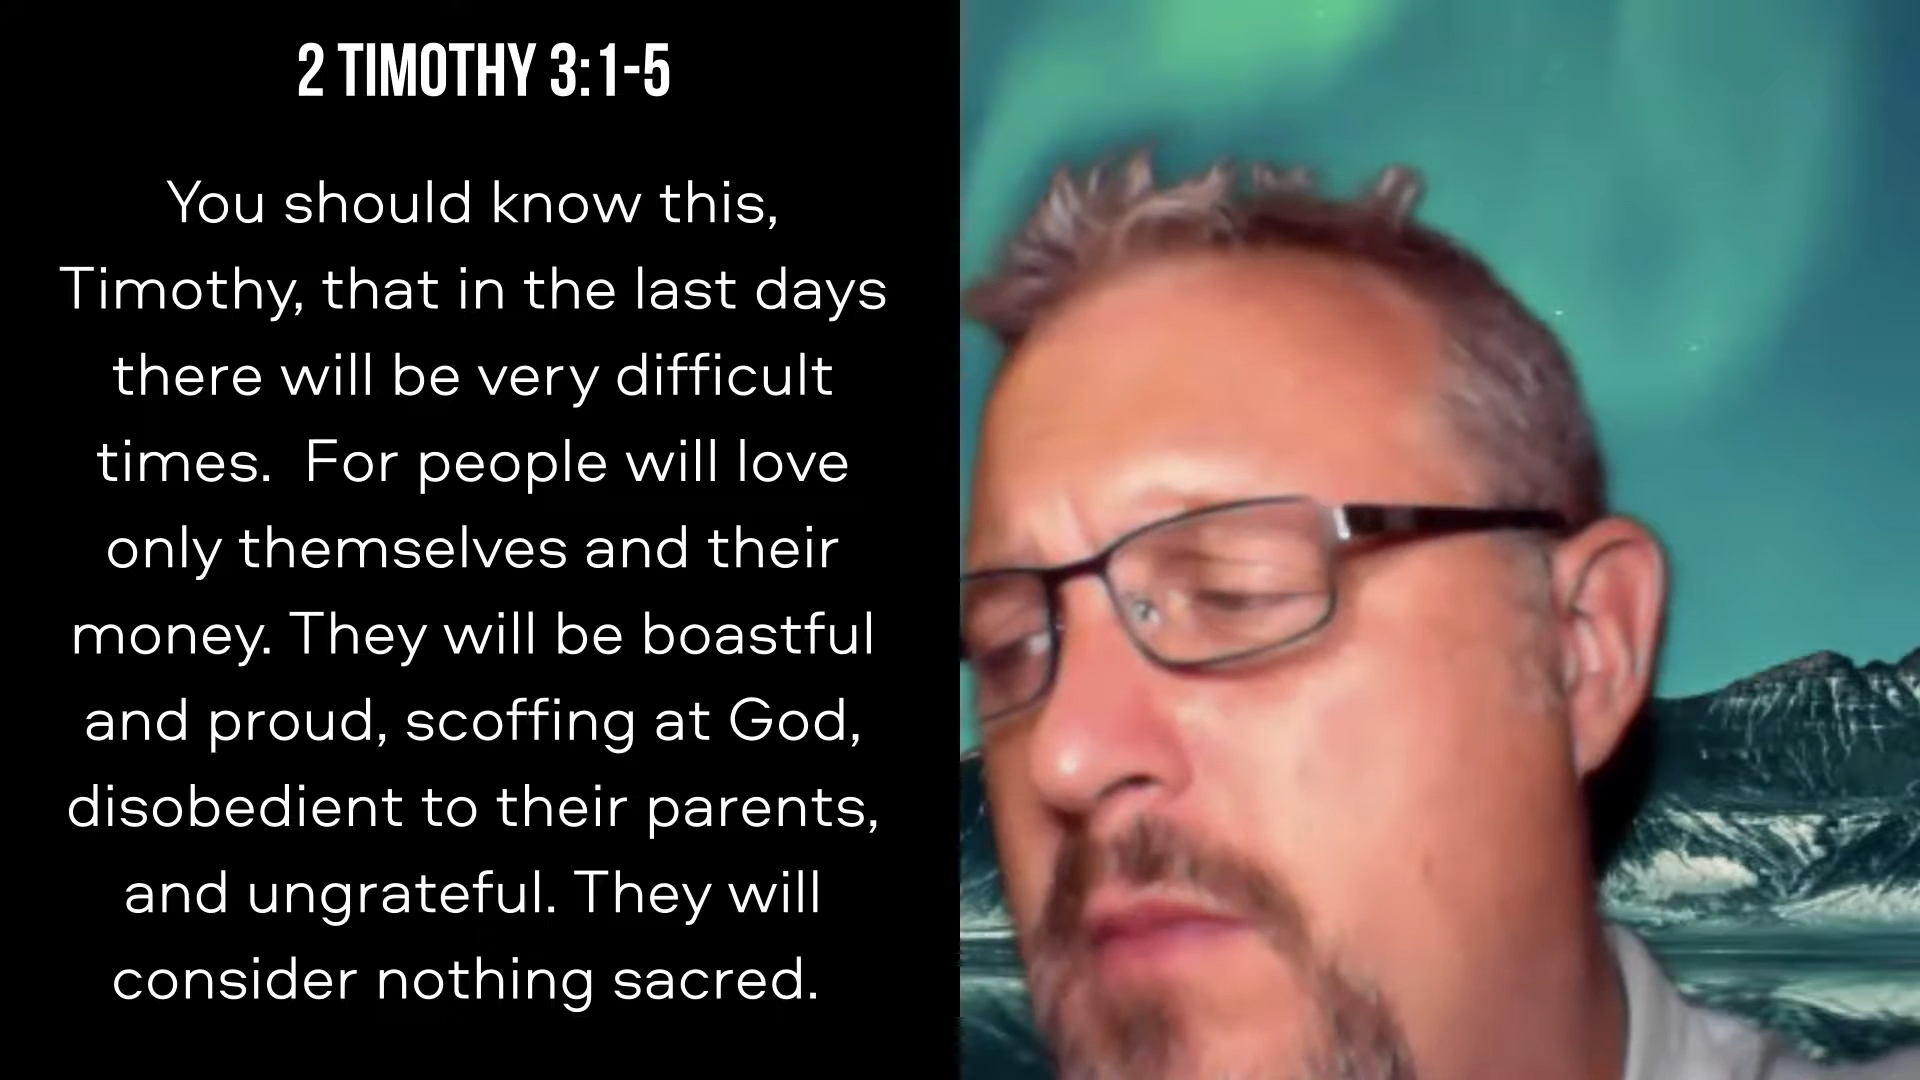 2 TIMOTHY 3:1-5
You should know this,
Timothy, that in the last days
there will be very difficult
times.  For people will love
only themselves and their
money. They will be boastful
and proud, scoffing at God,
disobedient to their parents,
and ungrateful. They will
consider nothing sacred.